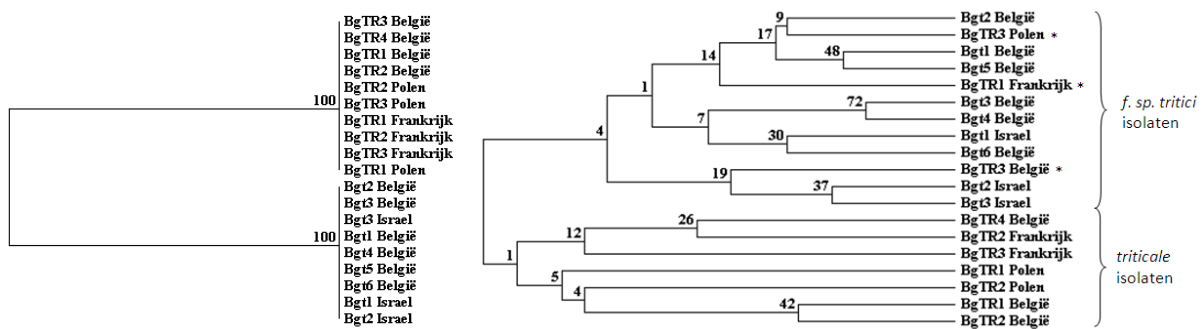 BgTR3 België
BgTR4 België
BgTR1 België
BgTR2 België
BgTR2 Polen
BgTR3 Polen
100
BgTR1 Frankrijk
BgTR2 Frankrijk
BgTR3 Frankrijk
BgTR1 Polen
Bgt2 België
Bgt3 België
Bgt3 Israel
100
Bgt1 België
Bgt4 België
Bgt5 België
Bgt6 België
Bgt1 Israel
Bgt2 Israel
9
Bgt2 België
17
BgTR3 Polen *
14
48
Bgt1 België
Bgt5 België
1
BgTR1 Frankrijk *
72
Bgt3 België
7
Bgt4 België
4
30
Bgt1 Israel
Bgt6 België
19
BgTR3 België *
37
Bgt2 Israel
Bgt3 Israel
f. sp. tritici
isolaten
26
BgTR4 België
12
BgTR2 Frankrijk
1
BgTR3 Frankrijk
5
BgTR1 Polen
4
BgTR2 Polen
42
BgTR1 België
BgTR2 België
triticale
isolaten